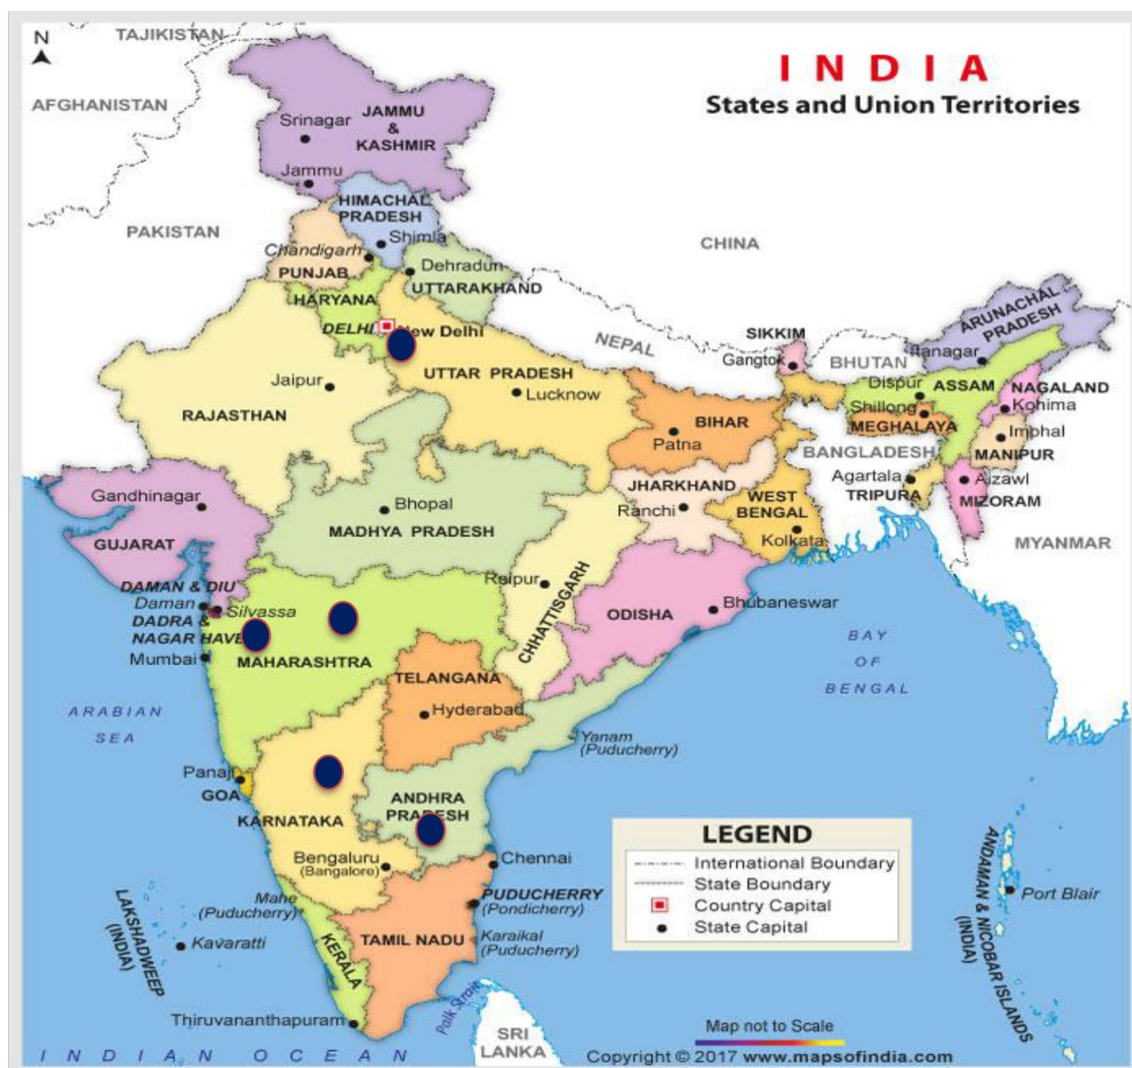 N
TAJIKISTAN
AFGHANISTAN
PAKISTAN
CHINA
NEPAL
BHUTAN
BANGLADESH
MYANMAR
SRI
LANKA
I N D I A
States and Union Territories
JAMMU
&
KASHMIR
Srinagar
Jammu
HIMACHAL
PRADESH
Shimla
Chandigarh
PUNJAB
Dehradun
UTTARAKHAND
HARYANA
DELHI
New Delhi
UTTAR PRADESH
Lucknow
Jaipur
RAJASTHAN
BIHAR
Patna
SIKKIM
Gangtok
ARUNACHAL
PRADESH
Itanagar
Dispur
ASSAM
NAGALAND
Kohima
Shillong
MEGHALAYA
Imphal
MANIPUR
Agartala
TRIPURA
Aizawl
MIZORAM
JHARKHAND
Ranchi
WEST
BENGAL
Kolkata
Gandhinagar
GUJARAT
Bhopal
MADHYA PRADESH
Raipur
CHHATTISGARH
ODISHA
Bhubaneswar
DAMAN & DIU
Daman
Silvassa
DADRA &
NAGAR HAVE
Mumbai
MAHARASHTRA
TELANGANA
Hyderabad
Yanam
(Puducherry)
ARABIAN
SEA
BAY
OF
BENGAL
Panaji
GOA
KARNATAKA
ANDHRA
PRADESH
Bengaluru
(Bangalore)
Chennai
Mahe
(Puducherry)
PUDUCHERRY
(Pondicherry)
TAMIL NADU
Karaikal
(Puducherry)
KERALA
Thiruvananthapuram
LAKSHADWEEP
(INDIA)
Kavaratti
Palk Strait
ANDAMAN & NICOBAR ISLANDS
(INDIA)
Port Blair
INDIAN OCEAN
LEGEND
International Boundary
State Boundary
Country Capital
State Capital
Map not to Scale
Copyright © 2017 www.mapsofindia.com